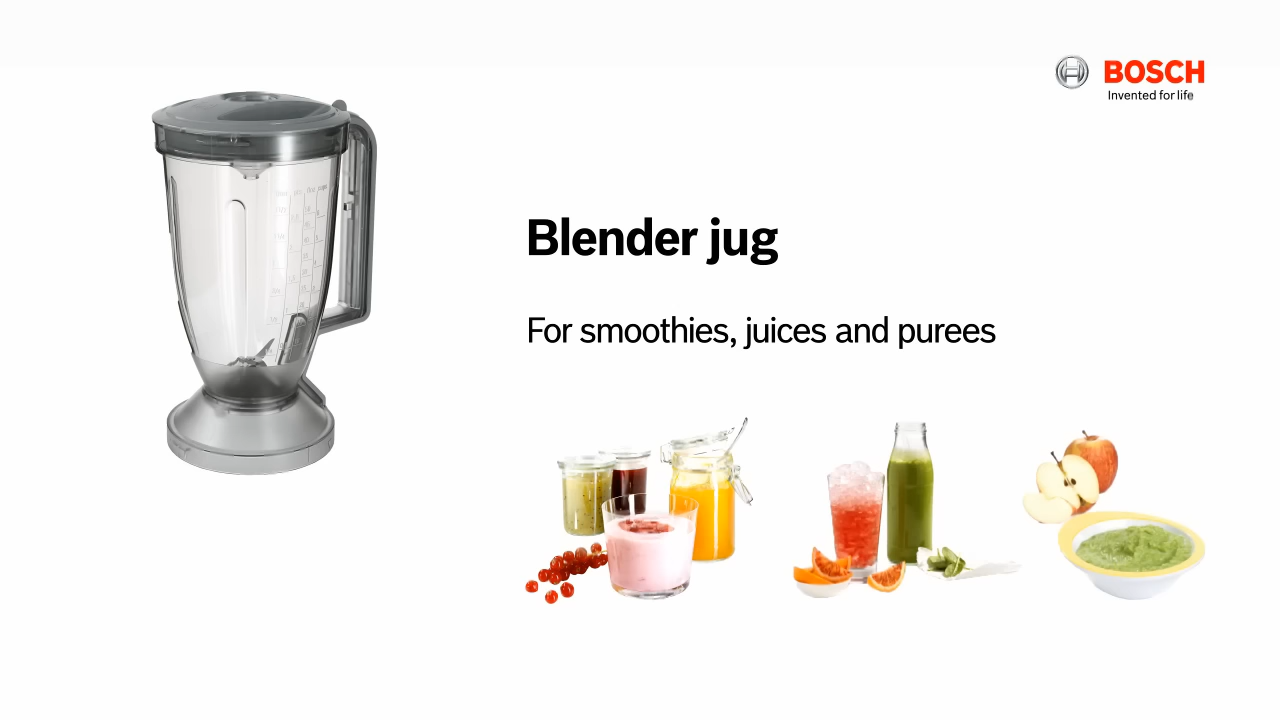 BOSCH
Invented for life
Blender jug
For smoothies, juices and purees